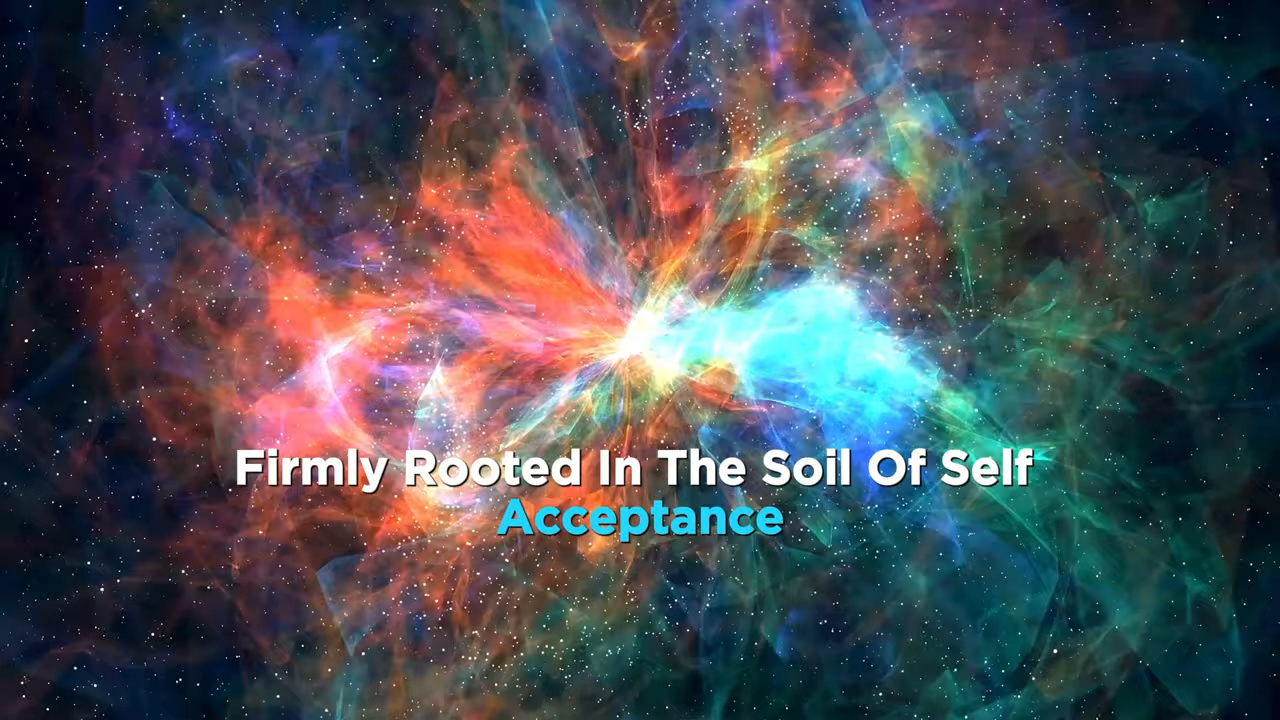 Firmly Rooted In The Soil Of Self
Acceptance